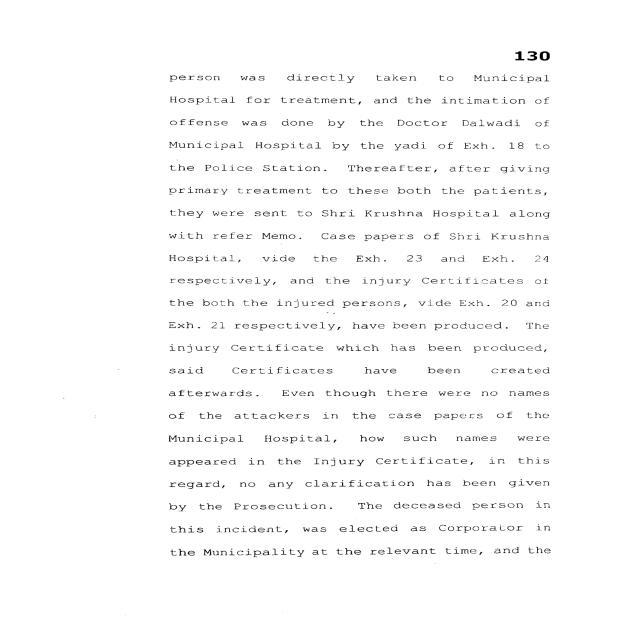 130
person was directly taken to Municipal
Hospital for treatment, and the intimation of
offense was done by the Doctor Dalwadi of
Municipal Hospital by the yadi of Exh. 18 to
the Police Station. Thereafter, after giving
primary treatment to these both the patients,
they were sent to Shri Krushna Hospital along
with refer Memo. Case papers of Shri Krushna
Hospital, vide the Exh. 23 and Exh. 24
respectively, and the injury Certificates of
the both the injured persons, vide Exh. 20 and
Exh. 21 respectively, have been produced. The
injury Certificate which has been produced,
said Certificates have been created
afterwards. Even though there were no names
of the attackers in the case papers of the
Municipal Hospital, how such names were
appeared in the Injury Certificate, in this
regard, no any clarification has been given
by the Prosecution. The deceased person in
this incident, was elected as Corporator in
the Municipality at the relevant time, and the